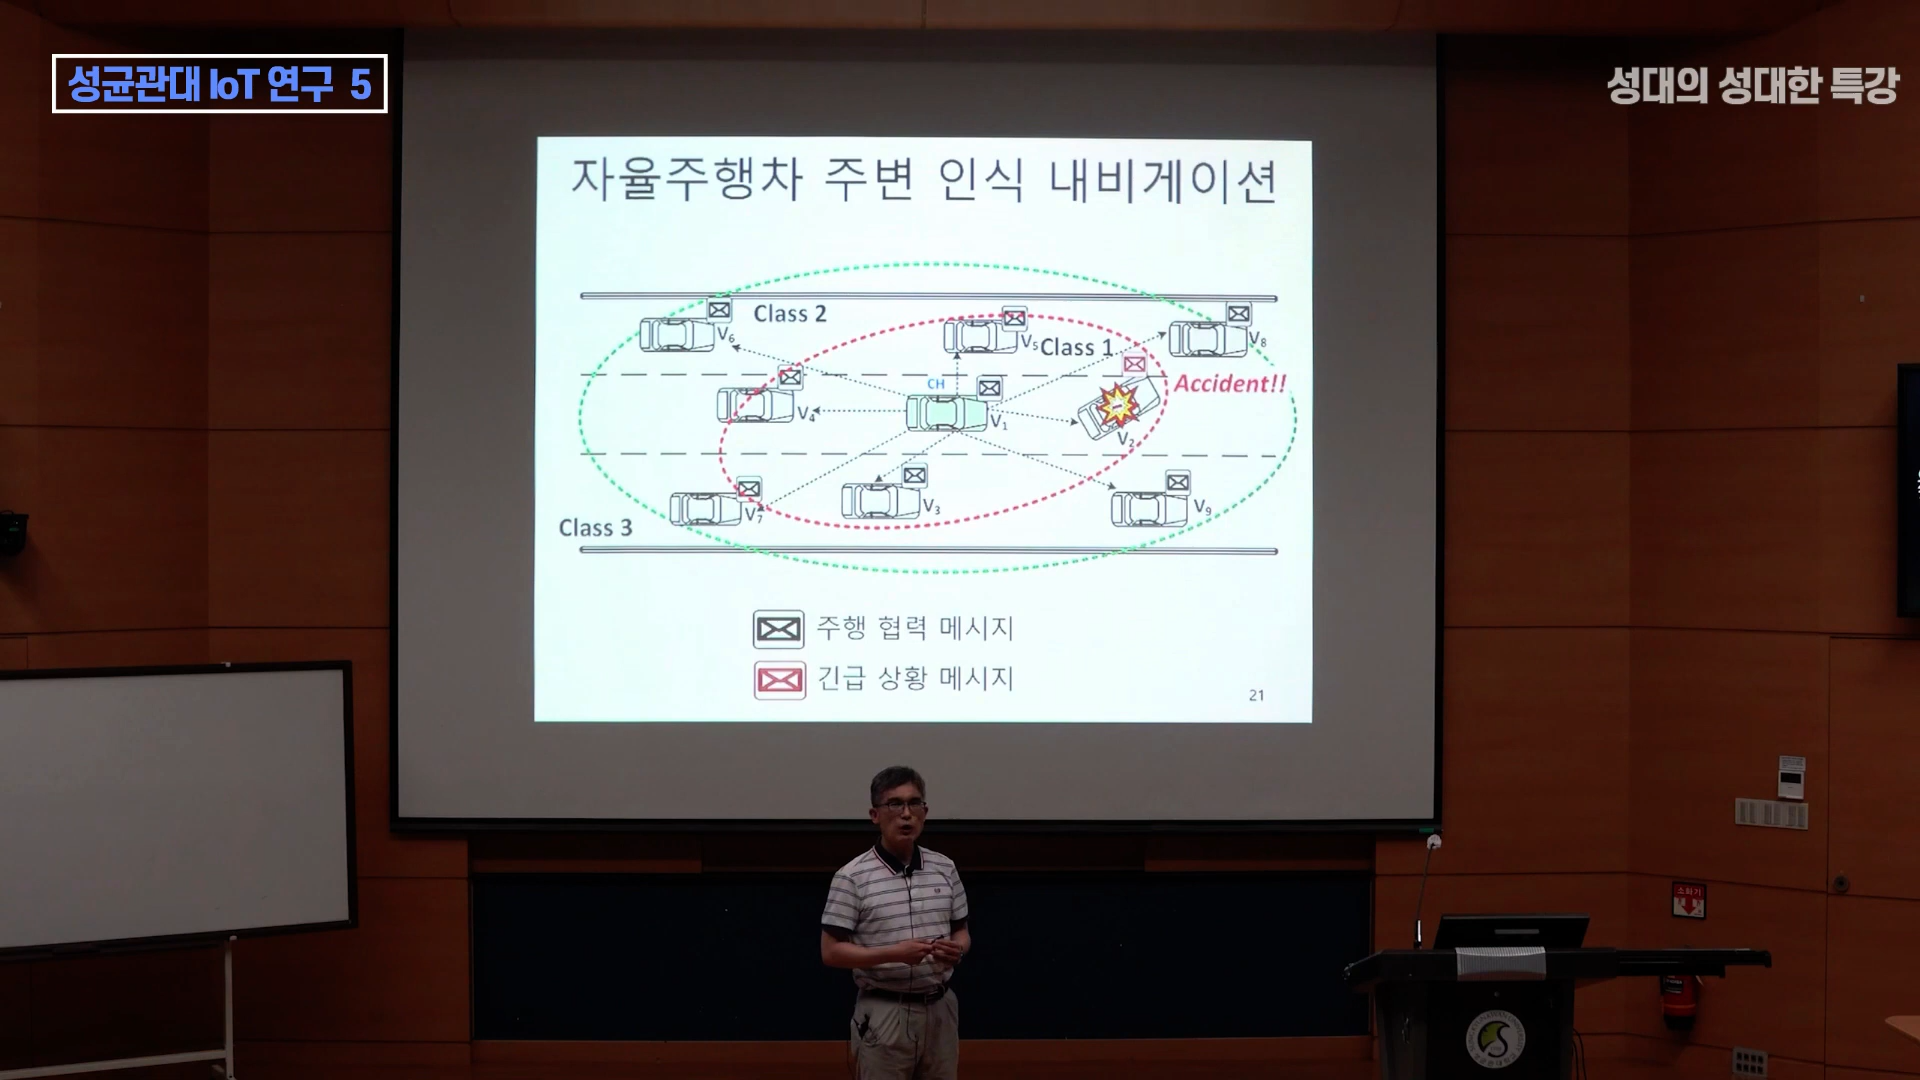 성균관대 IoT 연구 5
성대의 성대한 특강
자율주행차 주변 인식 내비게이션
Class 2
V6
V5
Class 1
V8
Accident!!
CH
V4
V1
V2
V7
V3
V9
Class 3
주행 협력 메시지
긴급 상황 메시지
21
소화기